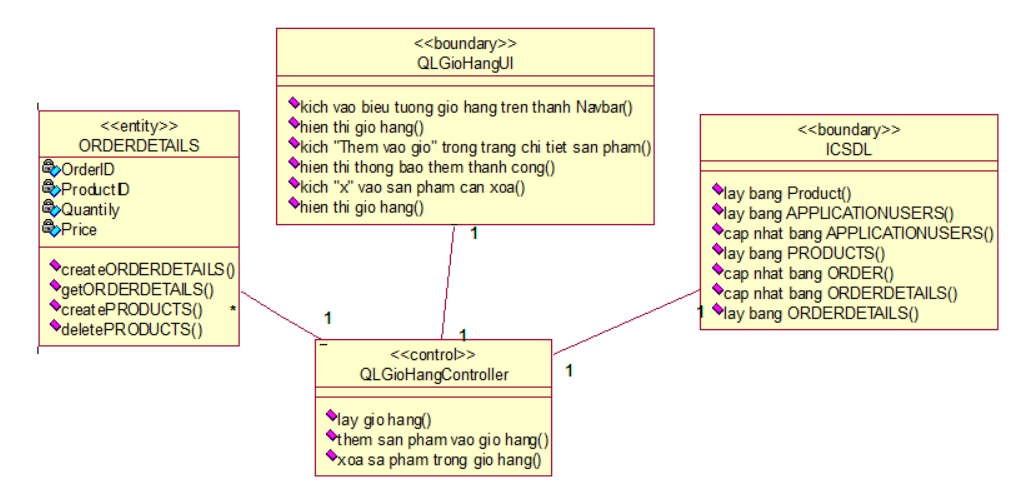 <<boundary>>
QLGioHangUI
kich vao bieu tuong gio hang tren thanh Navbar()
hien thi gio hang()
kich "Them vao gio" trong trang chi tiet san pham()
hien thi thong bao them thanh cong()
kich "x" vao san pham can xoa()
hien thi gio hang()
1
<<entity>>
ORDERDETAILS
OrderID
ProductID
Quantily
Price
createORDERDETAILS()
getORDERDETAILS()
createPRODUCTS()
deletePRODUCTS()
*
1
<<boundary>>
ICSDL
lay bang Product()
lay bang APPLICATIONUSERS()
cap nhat bang APPLICATIONUSERS()
lay bang PRODUCTS()
cap nhat bang ORDER()
cap nhat bang ORDERDETAILS()
lay bang ORDERDETAILS()
1
1
1
<<control>>
QLGioHangController
lay gio hang()
them san pham vao gio hang()
xoa sa pham trong gio hang()